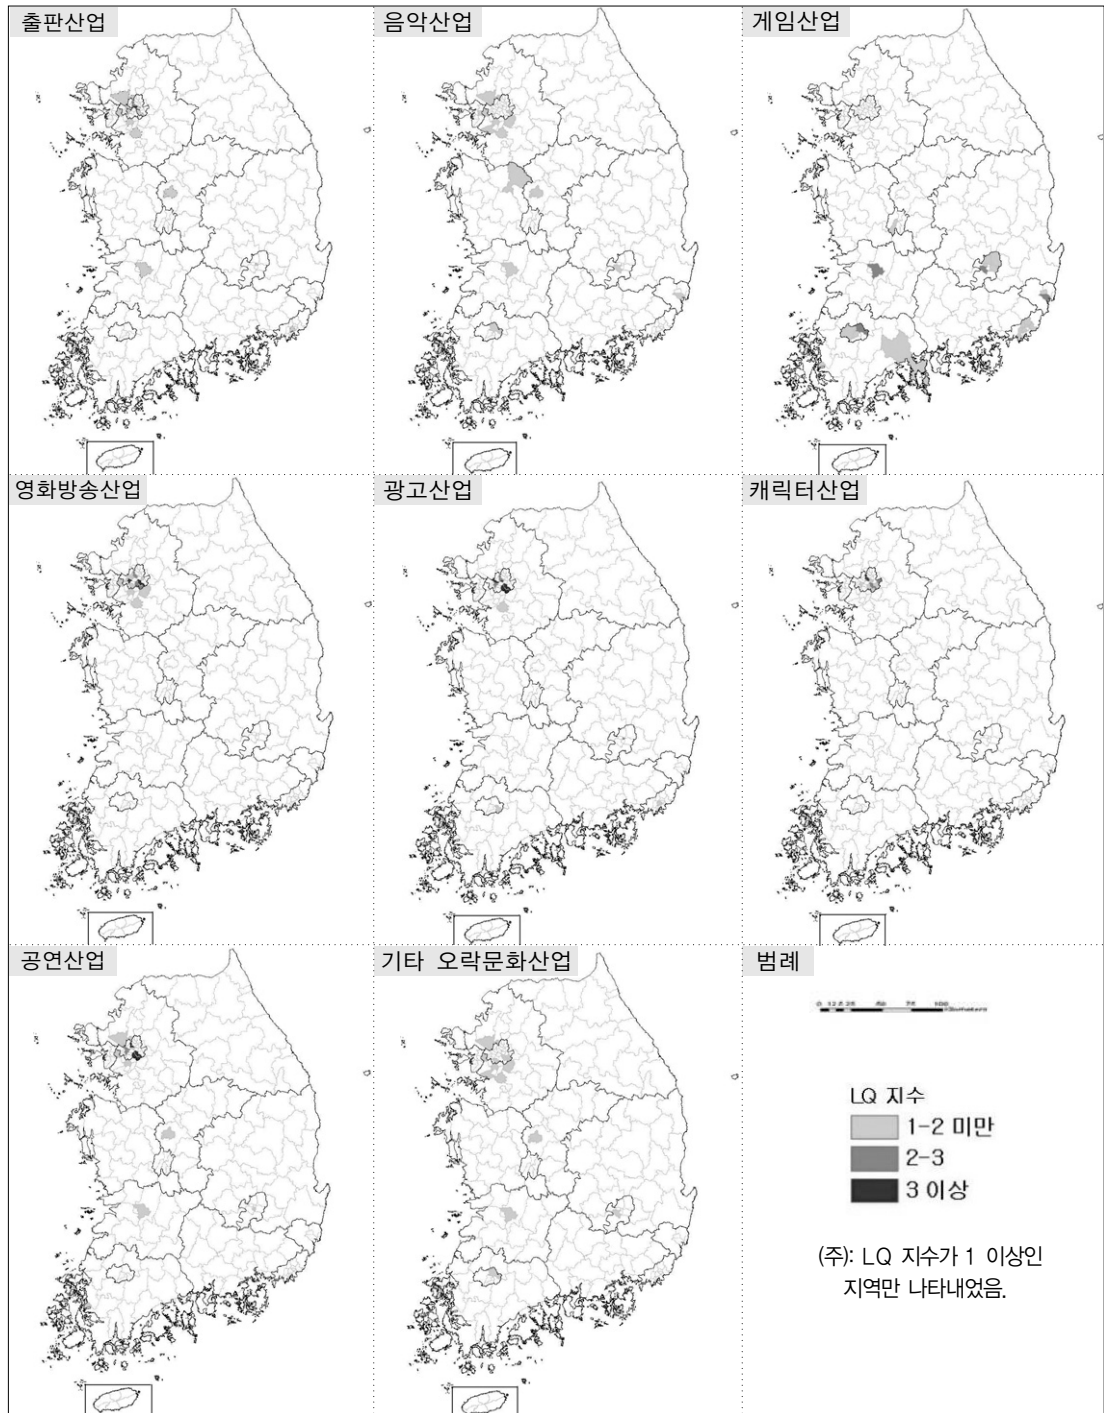 출판산업
음악산업
게임산업
영화방송산업
광고산업
캐릭터산업
공연산업
기타 오락문화산업
범례
LQ 지수
1-2 미만
2-3
3 이상
(주): LQ 지수가 1 이상인
지역만 나타내었음.